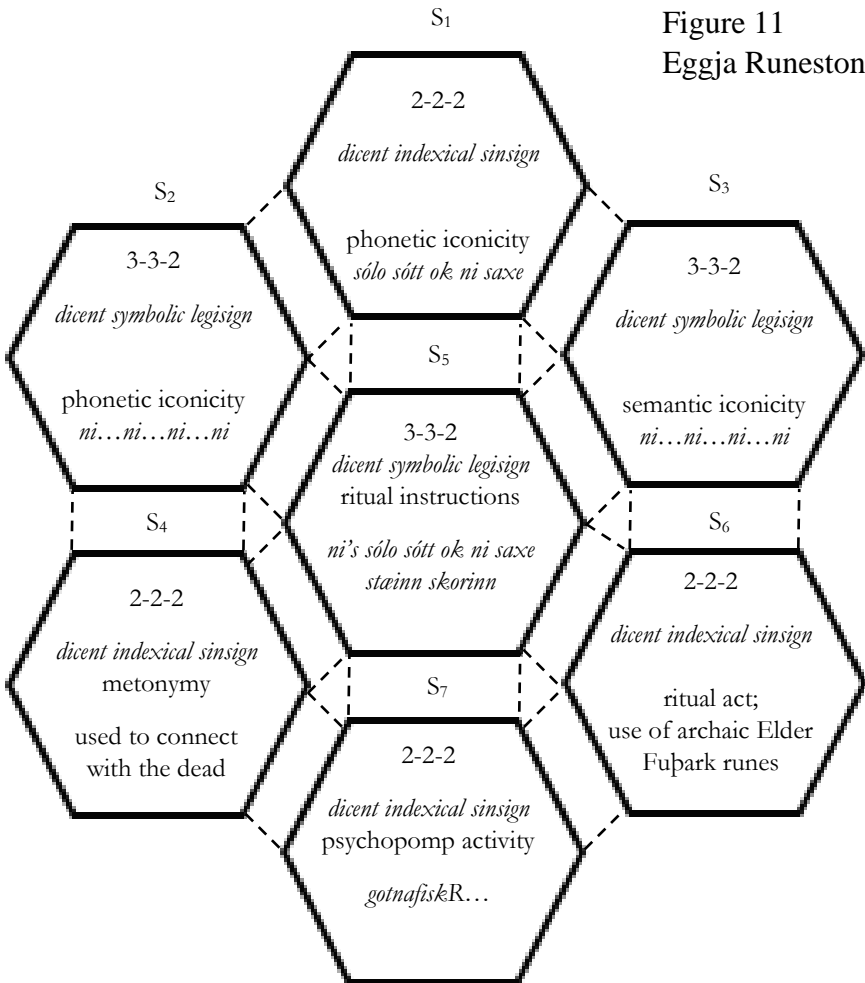 Figure 11
Eggja Runeston
S₁
2-2-2
dicent indexical sinsign
phonetic iconicity
sólo sótt ok ni saxe
S₂
3-3-2
dicent symbolic legisign
phonetic iconicity
ni…ni…ni…ni
S₃
3-3-2
dicent symbolic legisign
semantic iconicity
ni…ni…ni…ni
S₅
3-3-2
dicent symbolic legisign
ritual instructions
ni's sólo sótt ok ni saxe
stæinn skorinn
S₄
2-2-2
dicent indexical sinsign
metonymy
used to connect
with the dead
S₆
2-2-2
dicent indexical sinsign
ritual act;
use of archaic Elder
Fuþark runes
S₇
2-2-2
dicent indexical sinsign
psychopomp activity
gotnafiskR…